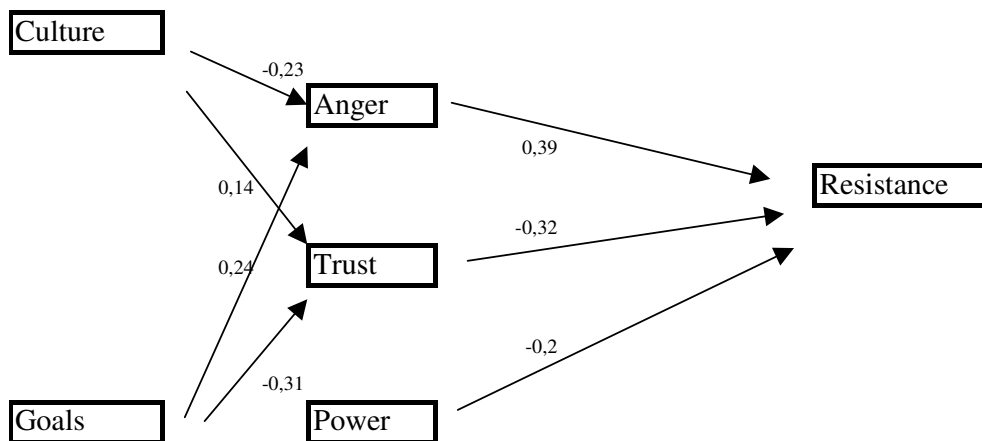 Culture
-0,23
Anger
0,39
Resistance
0,14
-0,32
Trust
0,24
-0,2
-0,31
Goals
Power